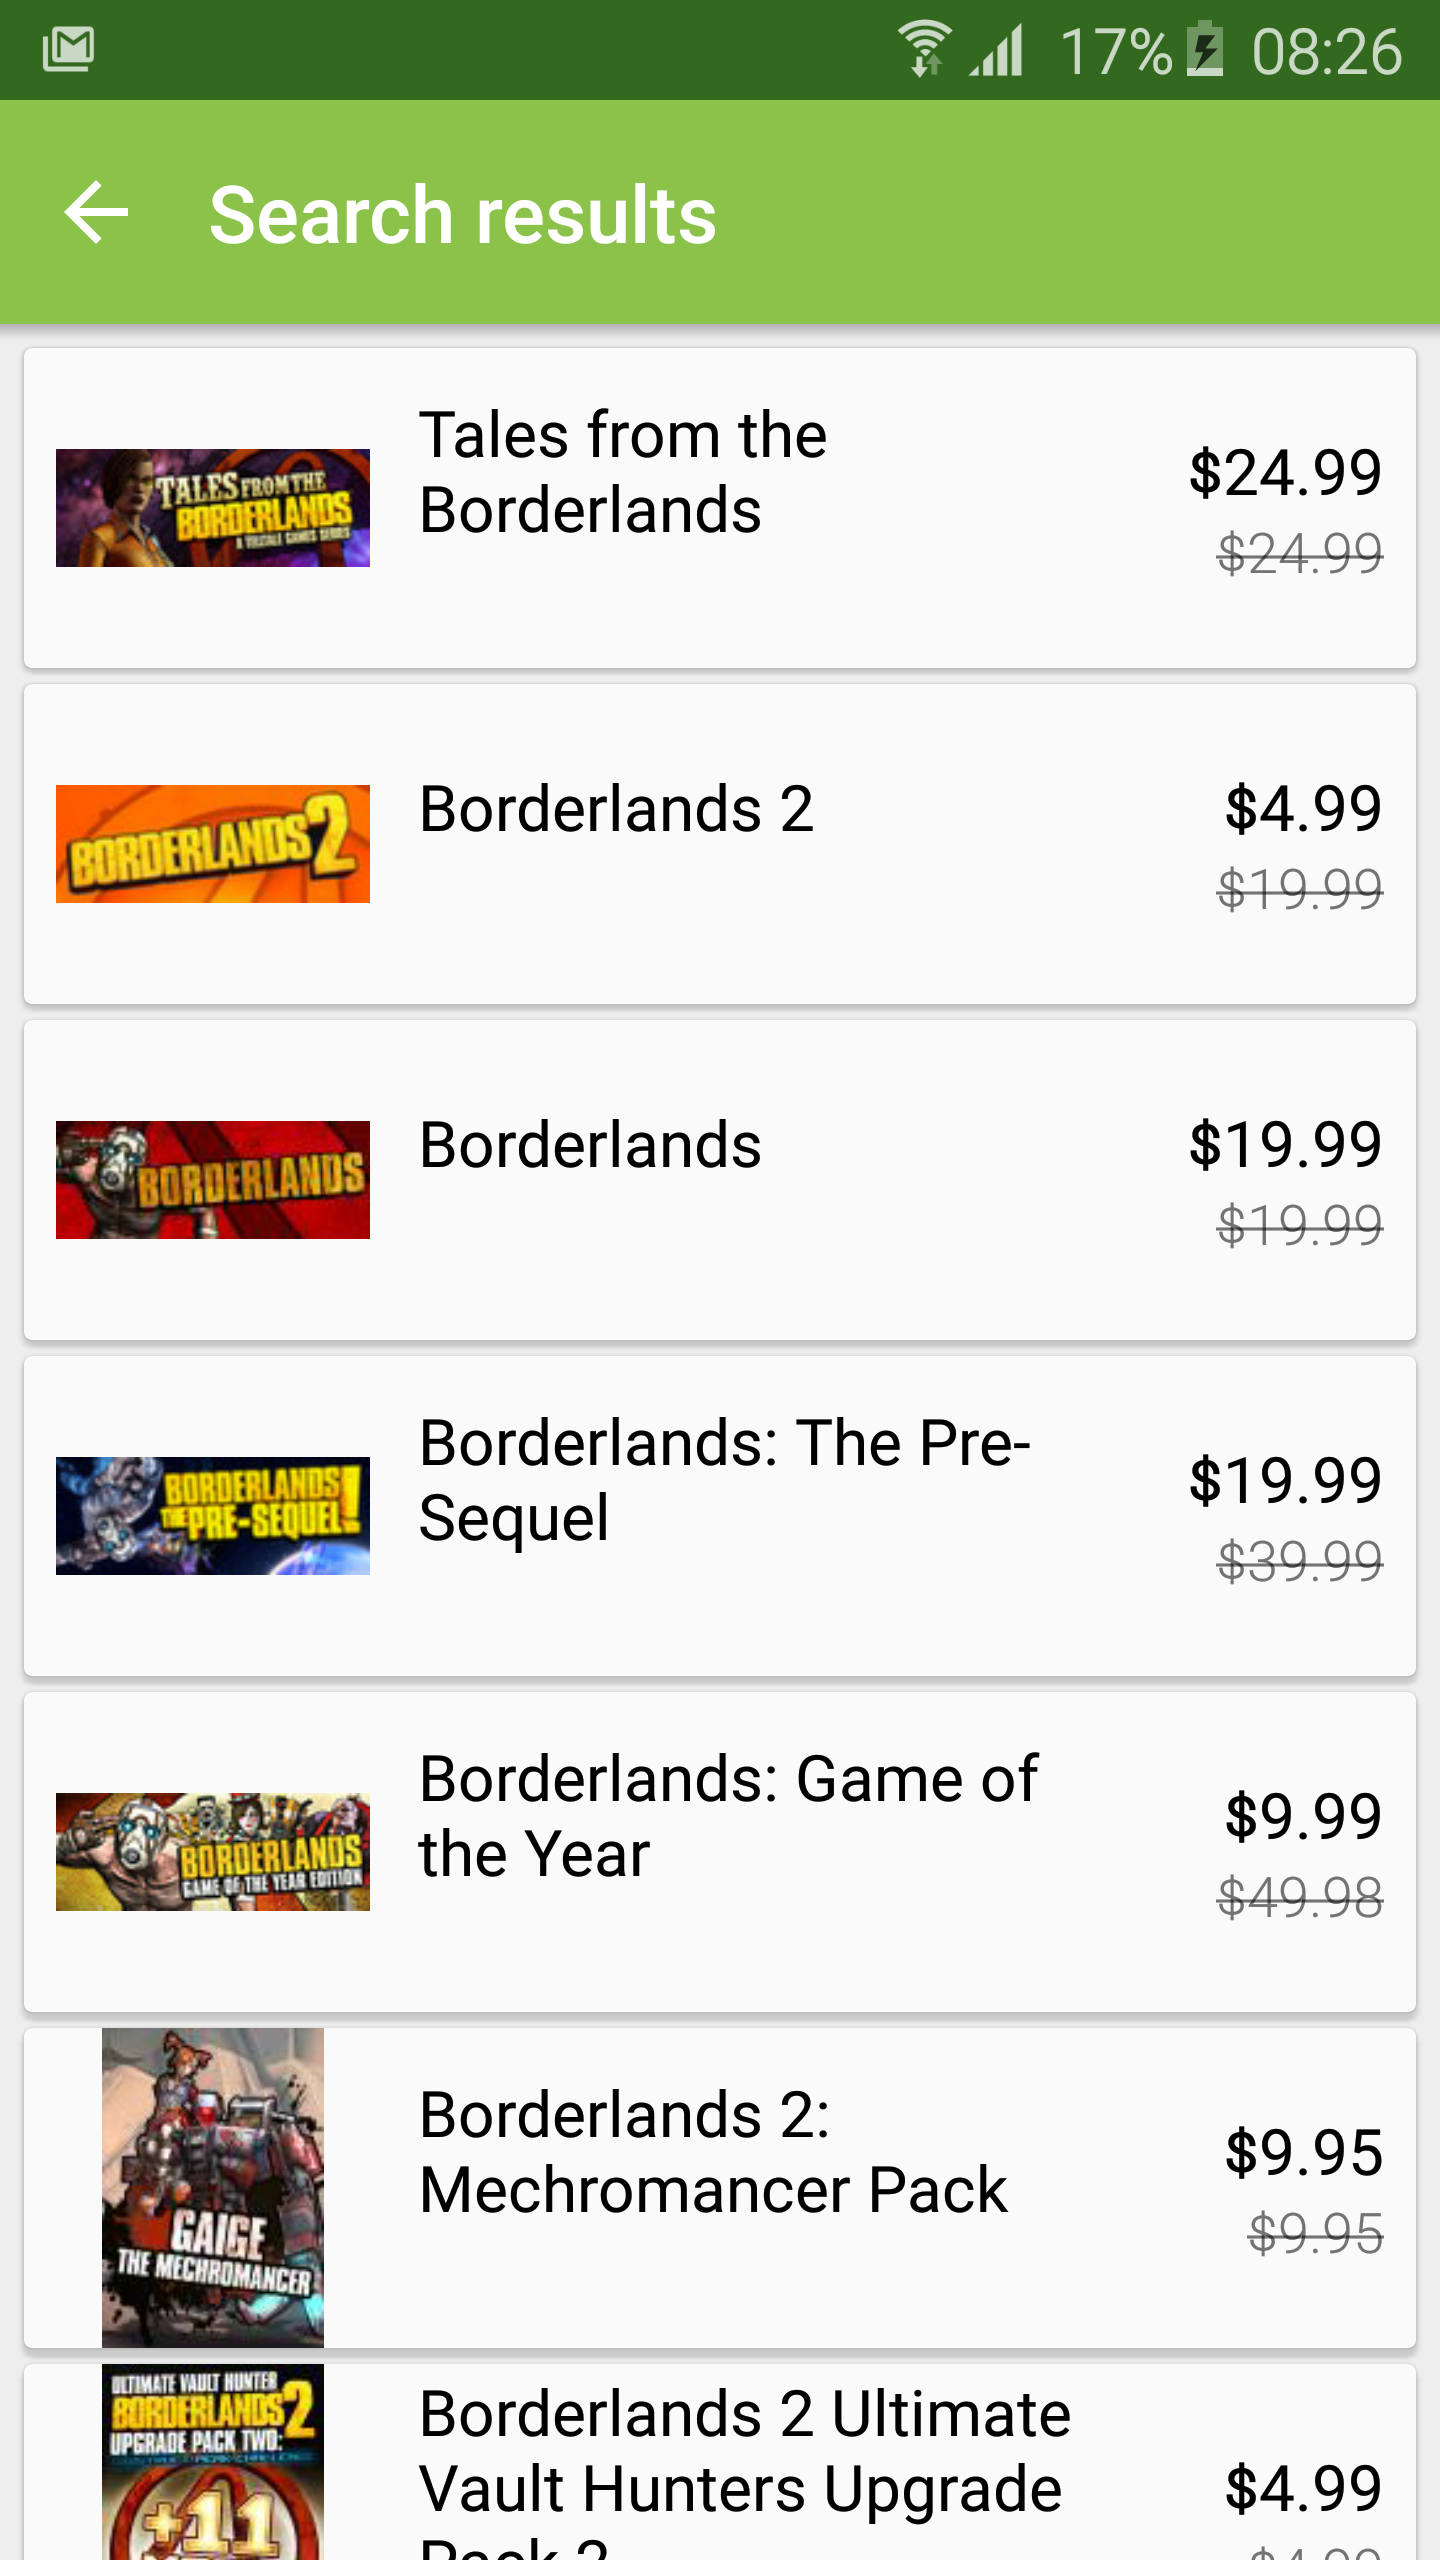 17% 08:26
Search results
TALES FROM THE
BORDERLANDS
A TELLTALE GAMES SERIES
Tales from the
Borderlands
$24.99
$24.99
BORDERLANDS 2
Borderlands 2
$4.99
$19.99
BORDERLANDS
Borderlands
$19.99
$19.99
BORDERLANDS
THE PRE-SEQUEL!
Borderlands: The Pre-
Sequel
$19.99
$39.99
BORDERLANDS
GAME OF THE YEAR EDITION
Borderlands: Game of
the Year
$9.99
$49.98
GAIGE
THE MECHROMANCER
Borderlands 2:
Mechromancer Pack
$9.95
$9.95
ULTIMATE VAULT HUNTER
BORDERLANDS 2
UPGRADE PACK TWO:
+11
Borderlands 2 Ultimate
Vault Hunters Upgrade
Pack 2
$4.99
$4.99